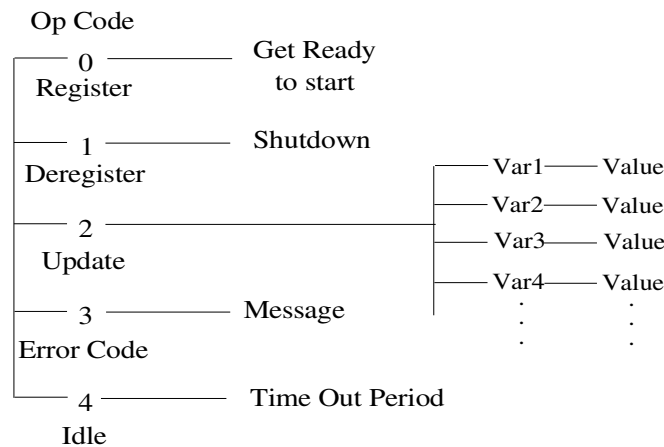 Op Code
0 Get Ready
Register to start
1 Shutdown
Deregister
Var1 Value
Var2 Value
2 Var3 Value
Update
Var4 Value
3 Message
Error Code
4 Time Out Period
Idle